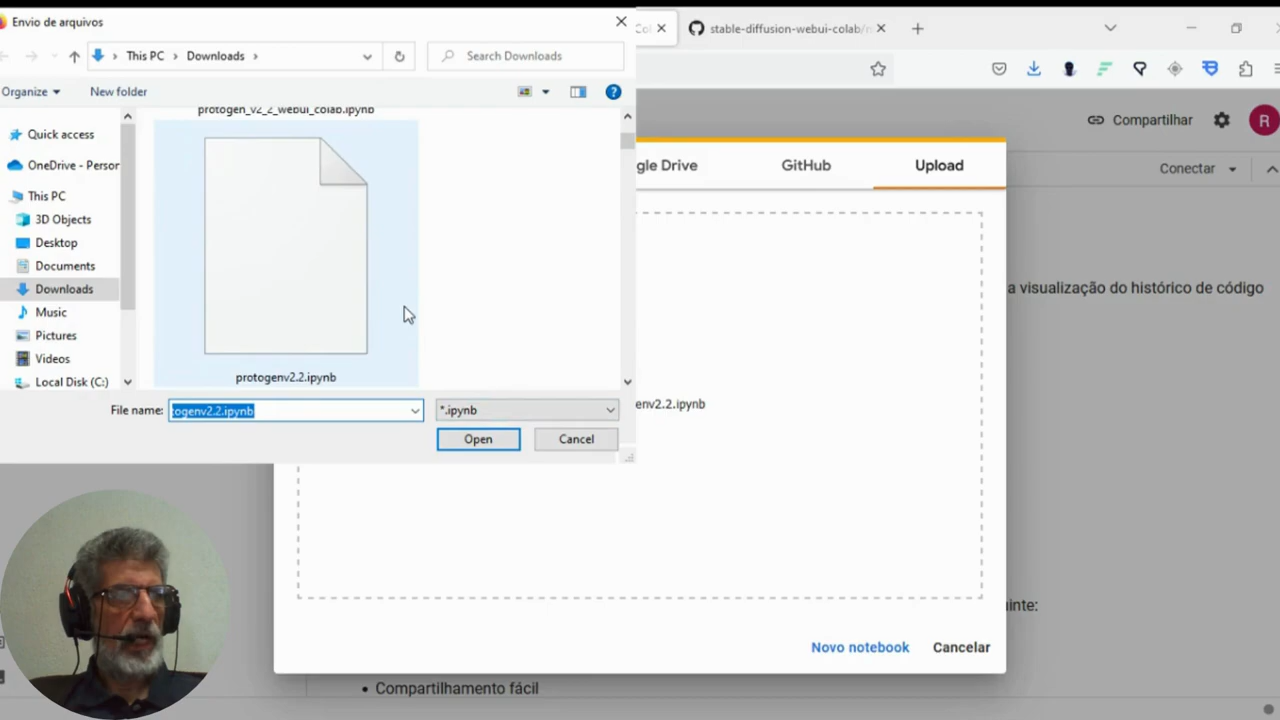 Envio de arquivos
Col
stable-diffusion-webui-colab/
This PC
Downloads
Search Downloads
Organize
New folder
protogen_v2_2_webui_colab.ipynb
Quick access
OneDrive - Person
This PC
3D Objects
Desktop
Documents
Downloads
Music
Pictures
Videos
Local Disk (C:)
protogenv2.2.ipynb
File name:
togenv2.2.ipynb
*.ipynb
Open
Cancel
Compartilhar
R
Conectar
gle Drive
GitHub
Upload
a visualização do histórico de código
env2.2.ipynb
inte:
Novo notebook
Cancelar
Compartilhamento fácil